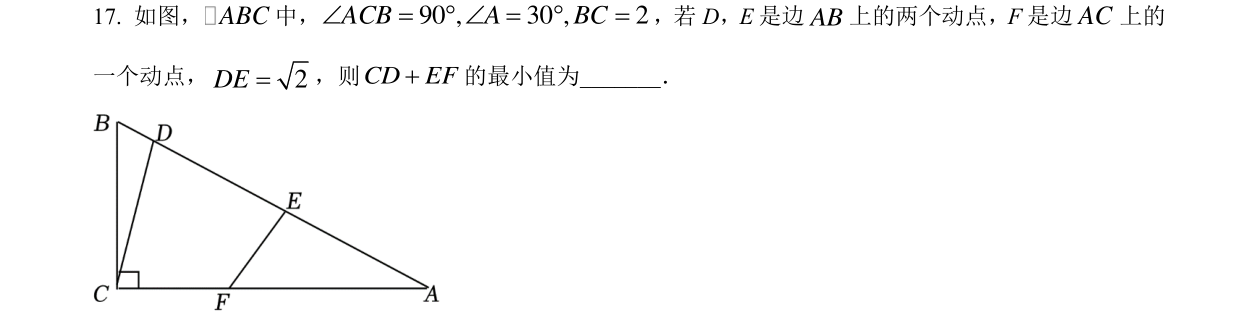 17. 如图，□ABC 中，∠ACB = 90°, ∠A = 30°, BC = 2，若 D，E 是边 AB 上的两个动点，F 是边 AC 上的
一个动点，DE = √2，则 CD + EF 的最小值为______．
B
D
E
C
F
A